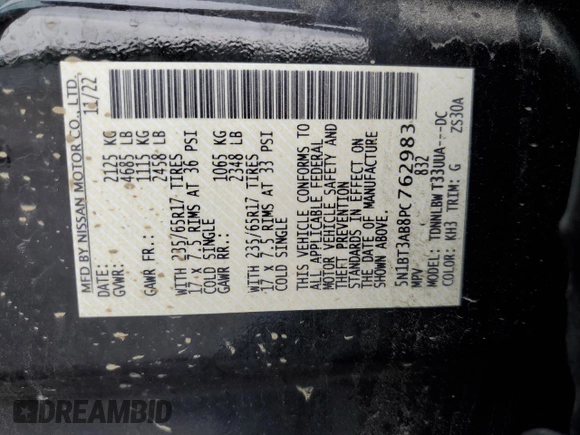 MFD BY NISSAN MOTOR CO., LTD.
DATE: 11/22
GVWR: 2125 KG
4685 LB
GAWR FR.: 1115 KG
2458 LB
WITH 235/65R17 TIRES
17 X 7.5 RIMS AT 36 PSI
COLD SINGLE
GAWR RR.: 1065 KG
2348 LB
WITH 235/65R17 TIRES
17 X 7.5 RIMS AT 33 PSI
COLD SINGLE
THIS VEHICLE CONFORMS TO
ALL APPLICABLE FEDERAL
MOTOR VEHICLE SAFETY AND
THEFT PREVENTION
STANDARDS IN EFFECT ON
THE DATE OF MANUFACTURE
SHOWN ABOVE.
5N1BT3AB8PC762983
MPV 832
MODEL: TDNNLBW T33UUA---DC
COLOR: KH3 TRIM: G ZS30A
DREAMBID